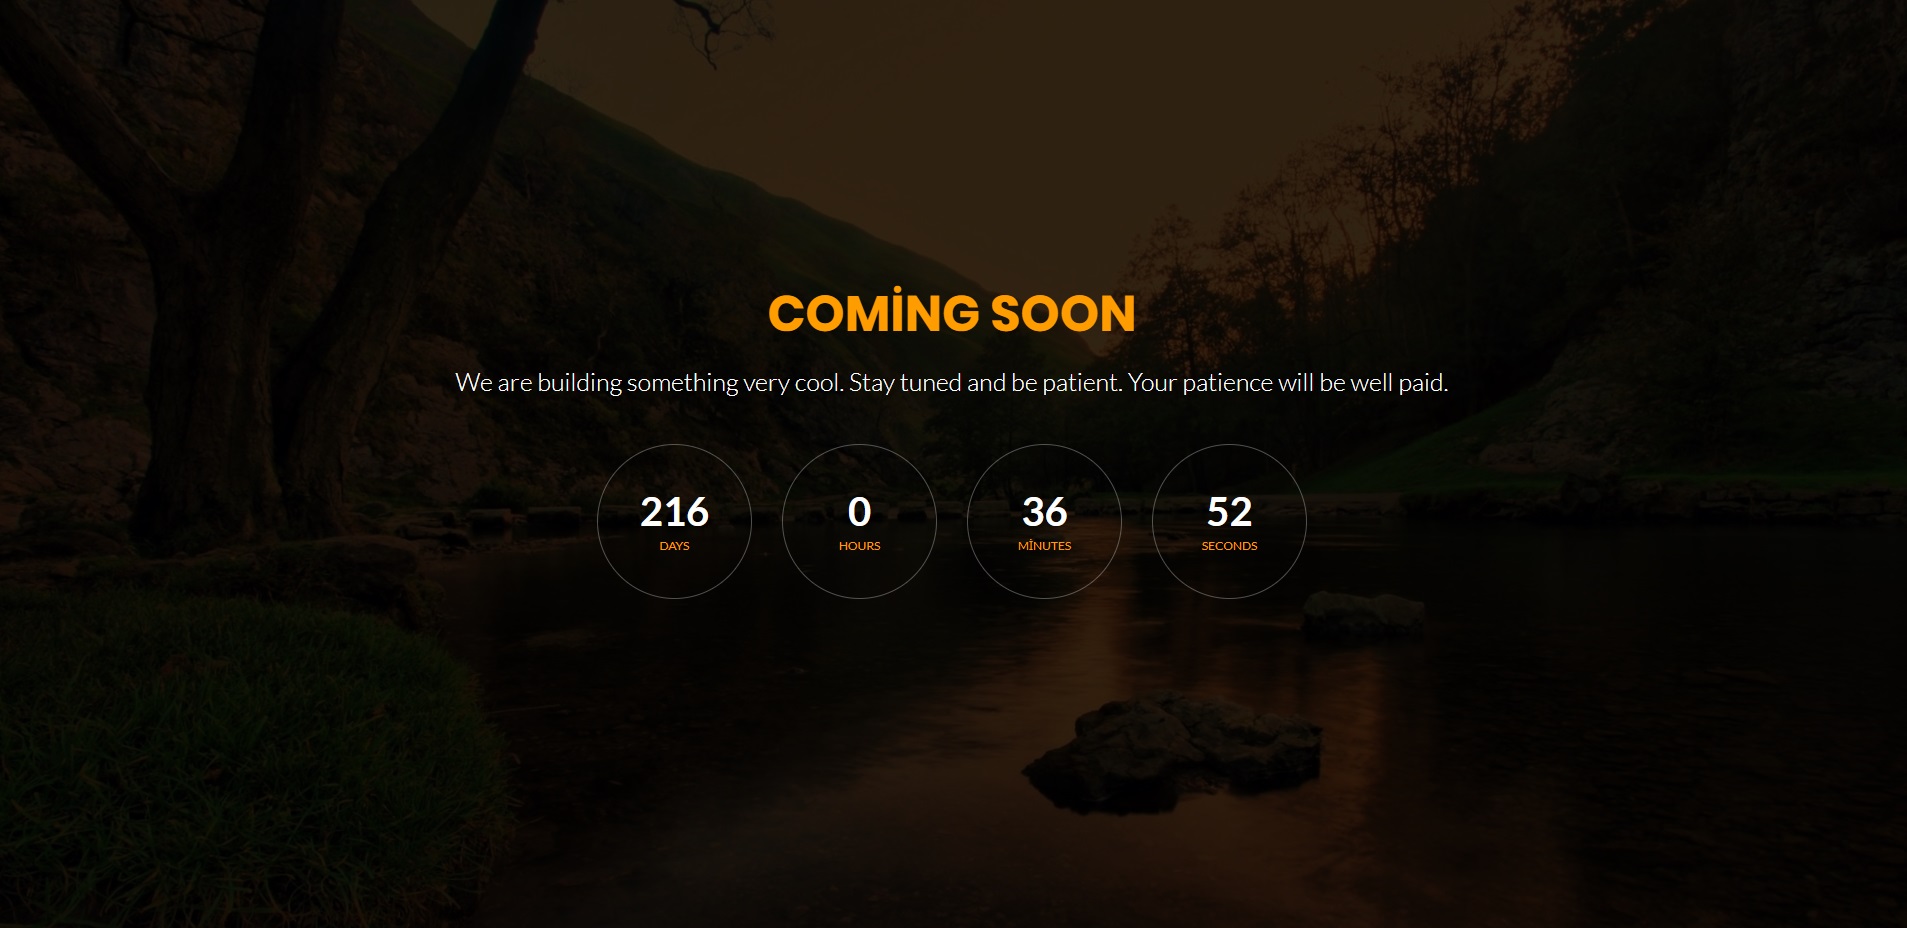 COMİNG SOON
We are building something very cool. Stay tuned and be patient. Your patience will be well paid.
216 0 36 52
DAYS HOURS MİNUTES SECONDS